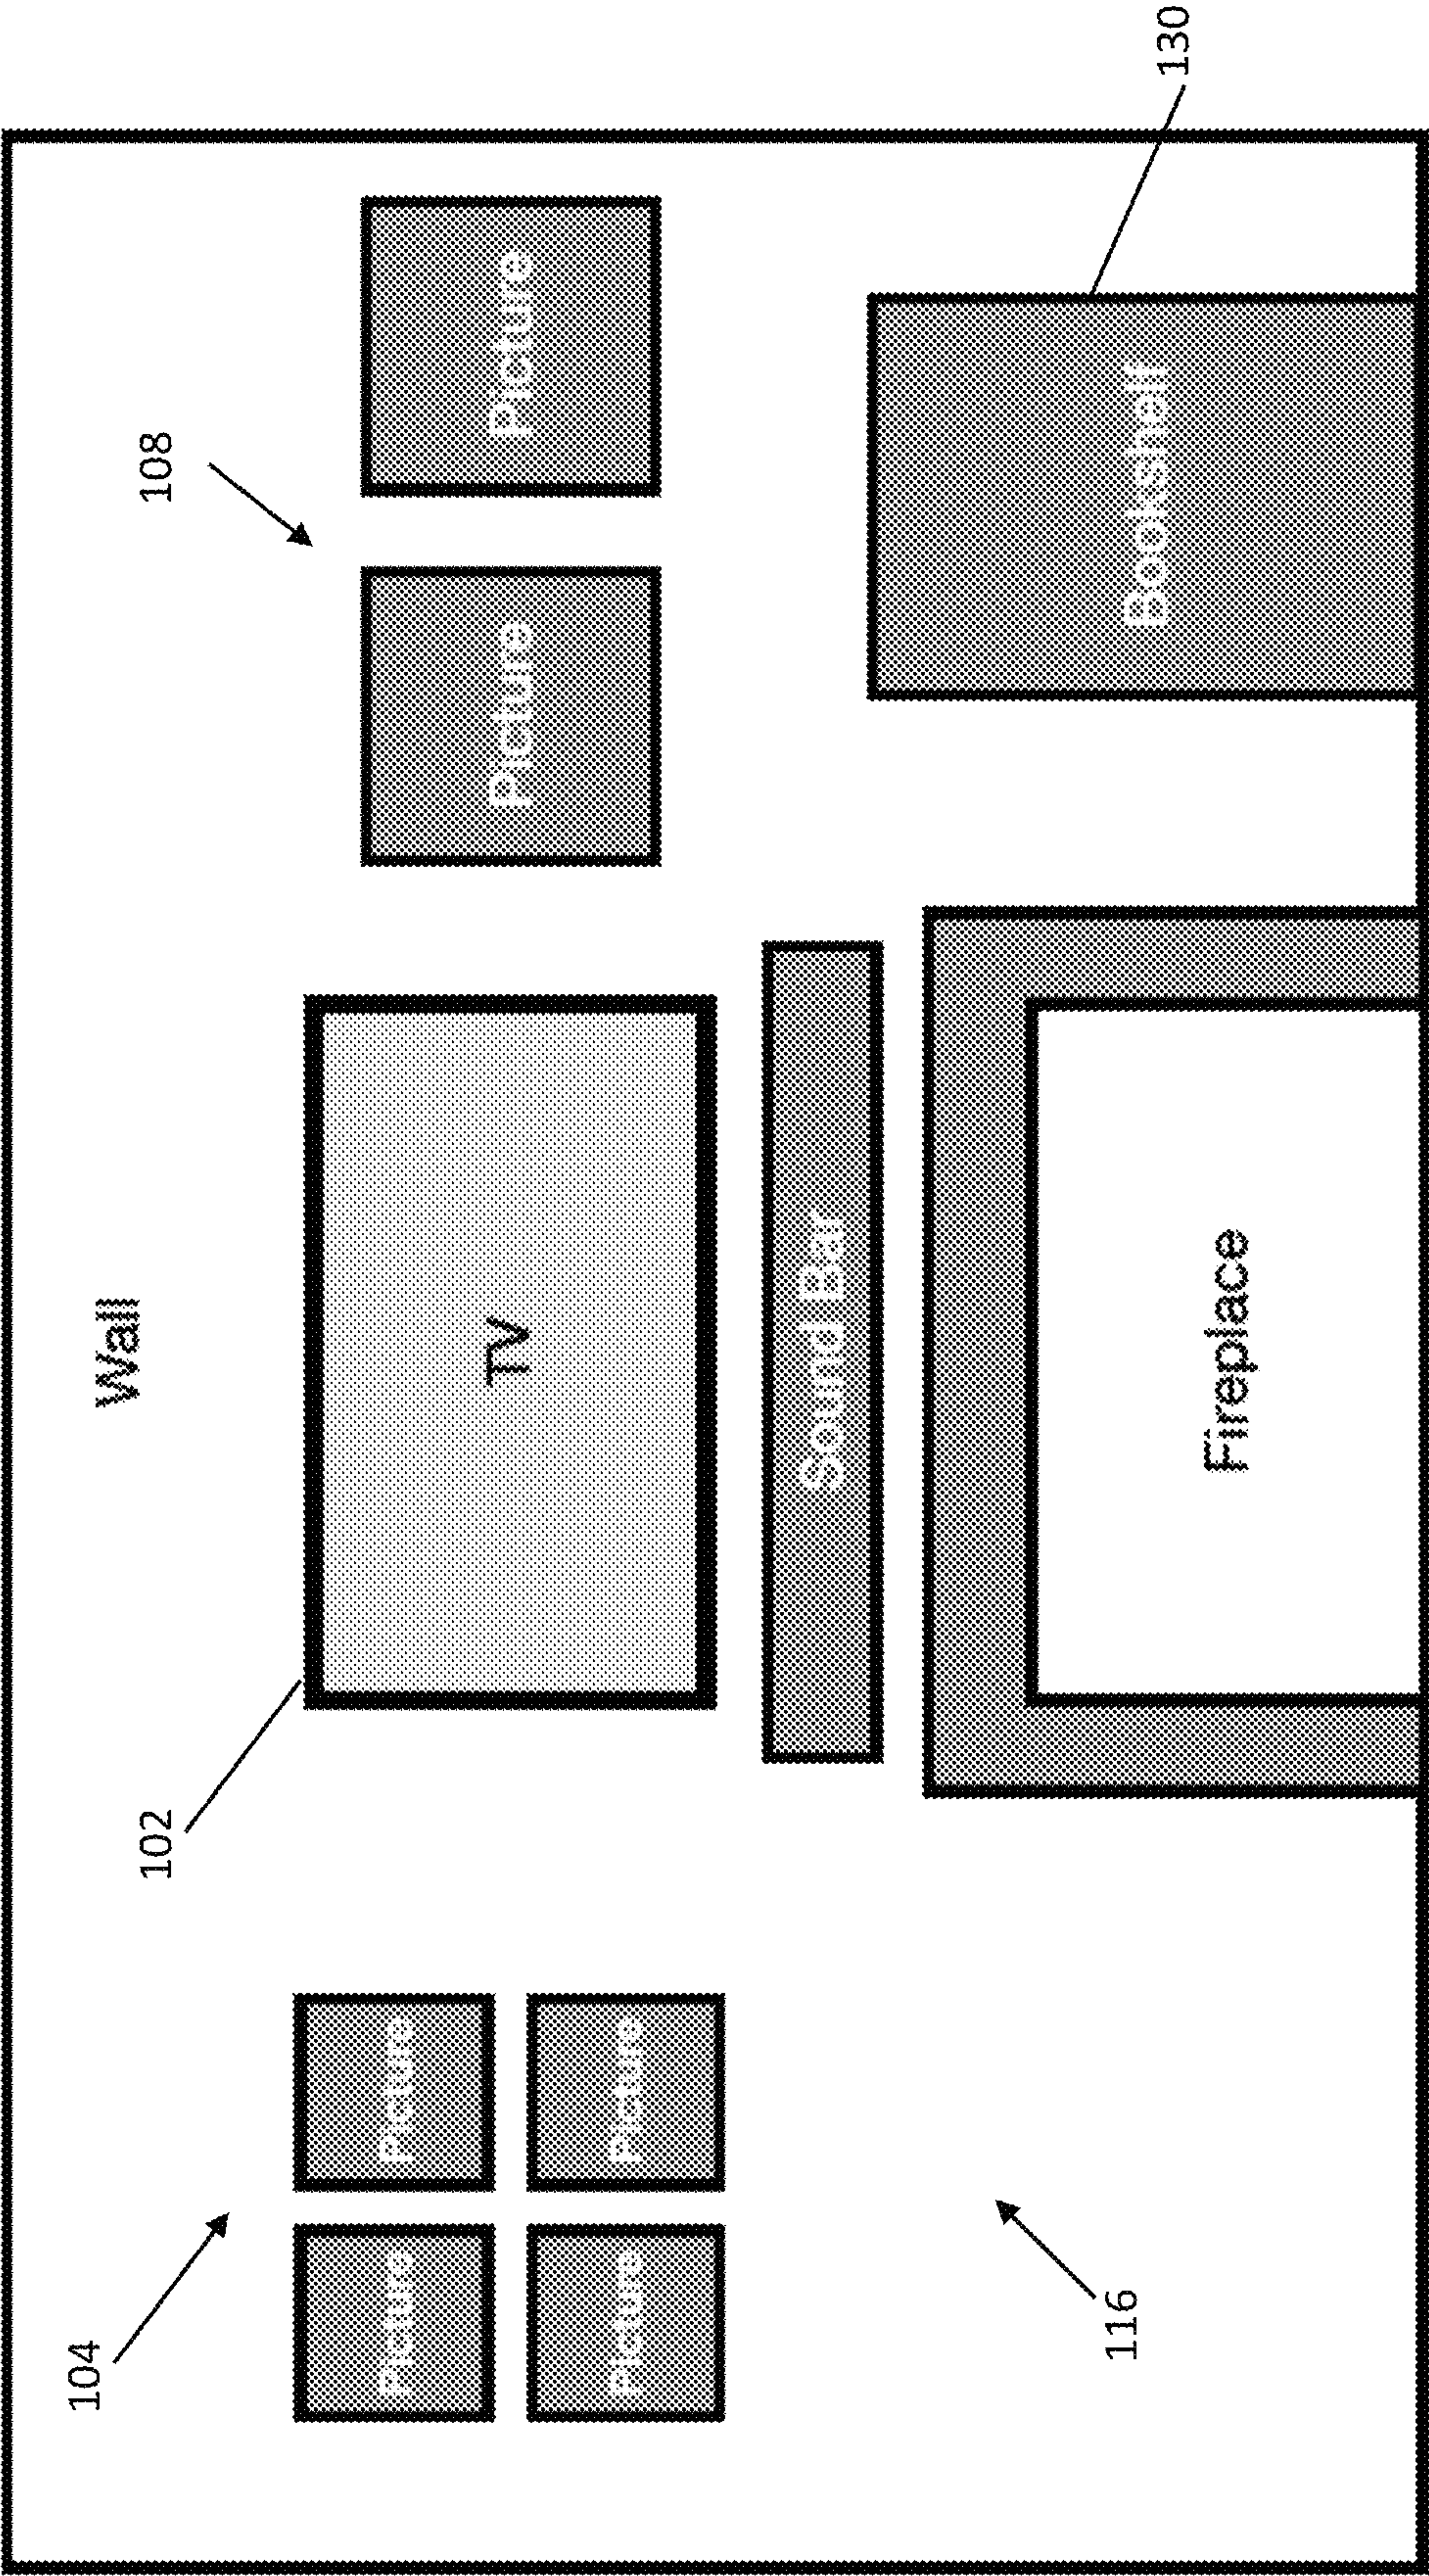 Wall
104
102
108
Picture
Picture
TV
Picture
Picture
Picture
Picture
Sound Bar
130
Bookshelf
Fireplace
116